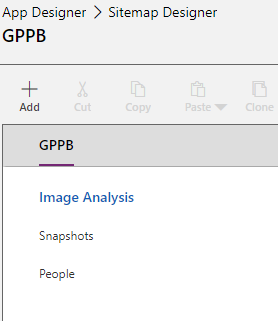 App Designer > Sitemap Designer
GPPB
Add Cut Copy Paste Clone
GPPB
Image Analysis
Snapshots
People